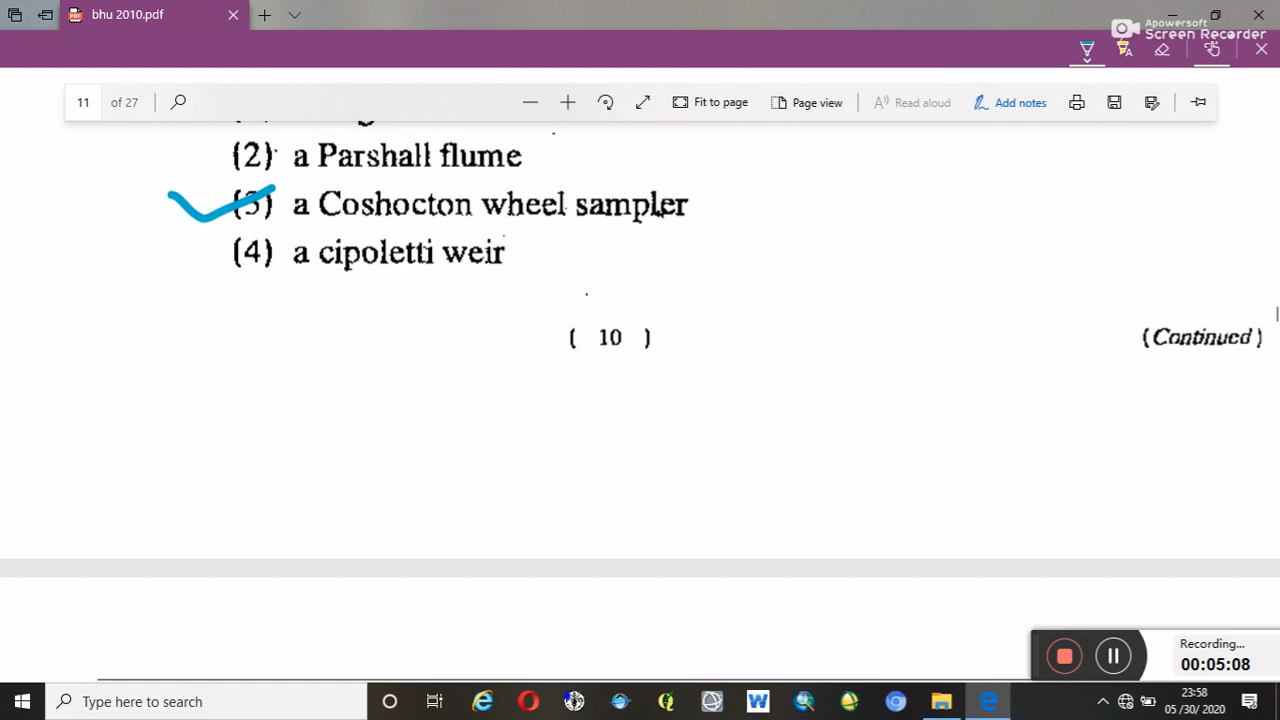 bhu 2010.pdf
Apowersoft
Screen Recorder
11 of 27
Fit to page
Page view
Read aloud
Add notes
(2) a Parshall flume
(3) a Coshocton wheel sampler
(4) a cipoletti weir
( 10 )
(Continued)
Recording...
00:05:08
Type here to search
23:58
05/30/2020